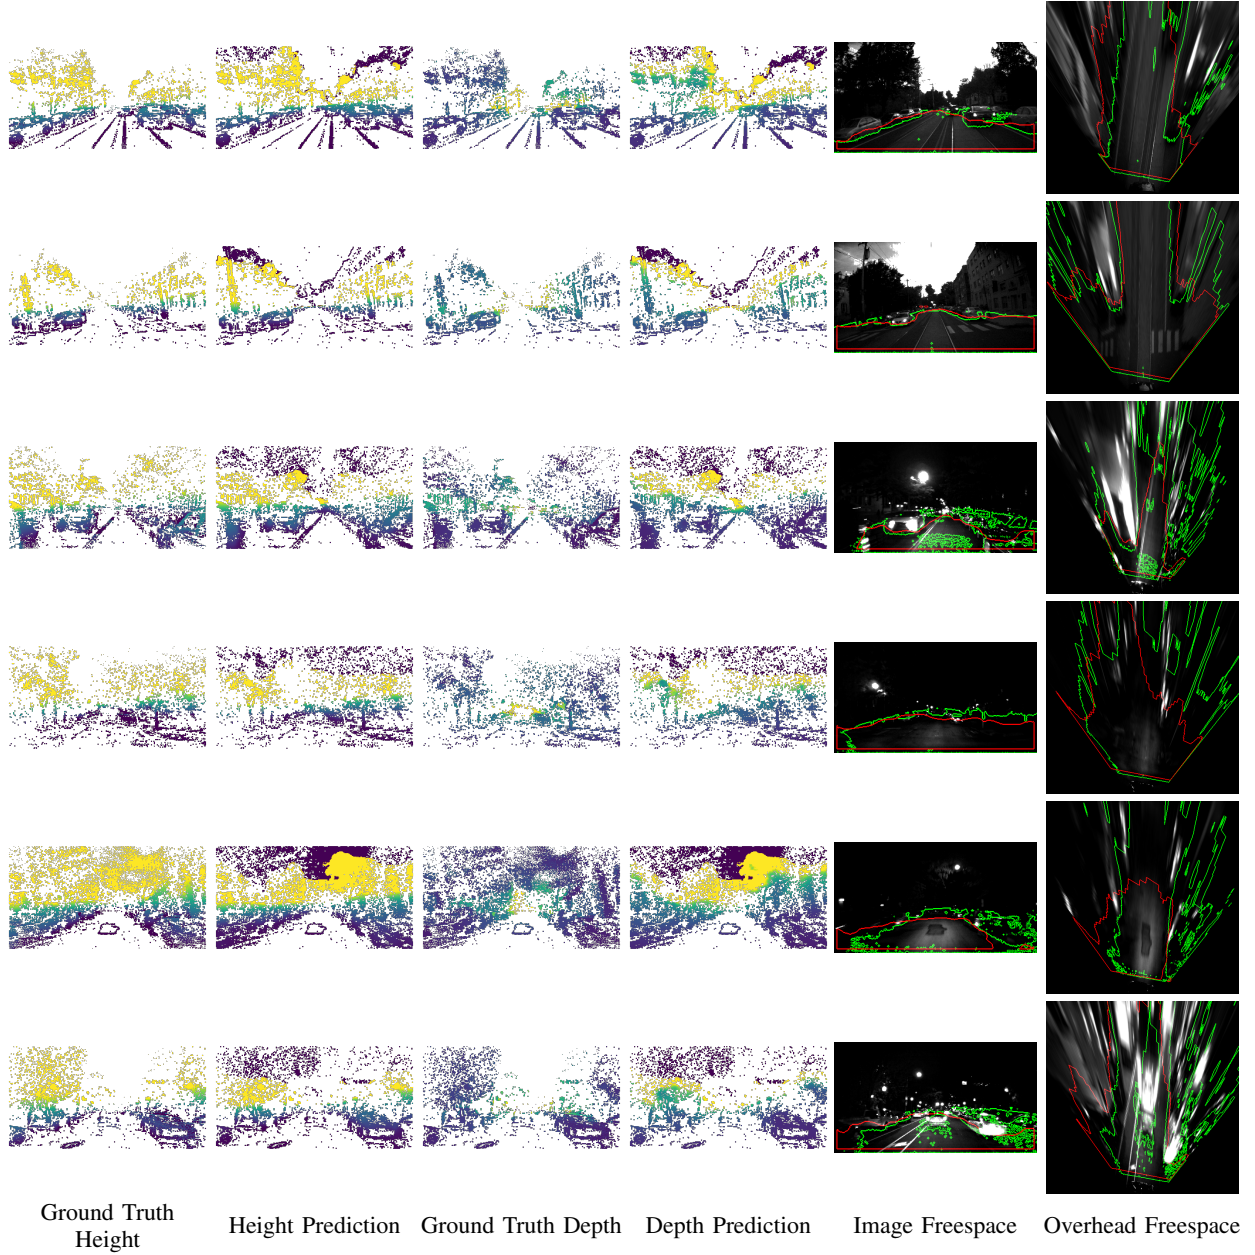 Ground Truth
Height
Height Prediction
Ground Truth Depth
Depth Prediction
Image Freespace
Overhead Freespace